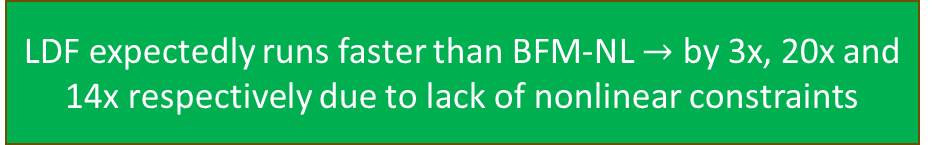 LDF expectedly runs faster than BFM-NL → by 3x, 20x and
14x respectively due to lack of nonlinear constraints